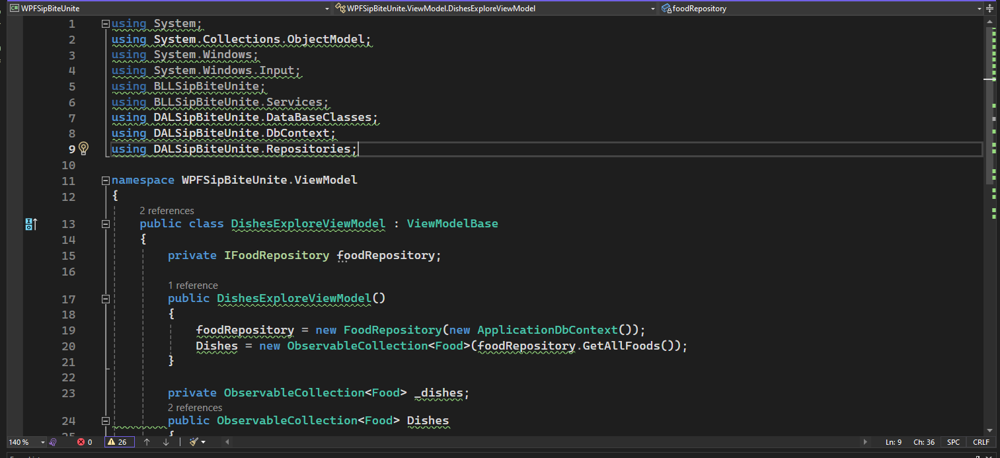 C# WPFSipBiteUnite WPFSipBiteUnite.ViewModel.DishesExploreViewModel foodRepository
1 using System;
2 using System.Collections.ObjectModel;
3 using System.Windows;
4 using System.Windows.Input;
5 using BLLSipBiteUnite;
6 using BLLSipBiteUnite.Services;
7 using DALSipBiteUnite.DataBaseClasses;
8 using DALSipBiteUnite.DbContext;
9 using DALSipBiteUnite.Repositories;
10
11 namespace WPFSipBiteUnite.ViewModel
12 {
2 references
13 public class DishesExploreViewModel : ViewModelBase
14 {
15 private IFoodRepository foodRepository;
16
1 reference
17 public DishesExploreViewModel()
18 {
19 foodRepository = new FoodRepository(new ApplicationDbContext());
20 Dishes = new ObservableCollection<Food>(foodRepository.GetAllFoods());
21 }
22
23 private ObservableCollection<Food> _dishes;
2 references
24 public ObservableCollection<Food> Dishes
25 {
140 % 0 26 Ln: 9 Ch: 36 SPC CRLF